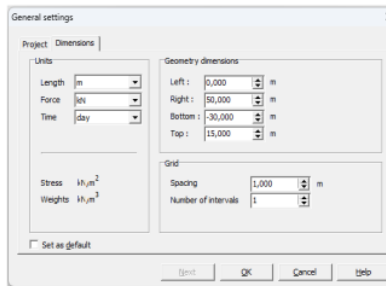 General settings
Project Dimensions
Units
Length m
Force kN
Time day
Stress kN/m²
Weights kN/m³
Geometry dimensions
Left : 0,000 m
Right : 50,000 m
Bottom : -30,000 m
Top : 15,000 m
Grid
Spacing 1,000 m
Number of intervals 1
Set as default
Next OK Cancel Help